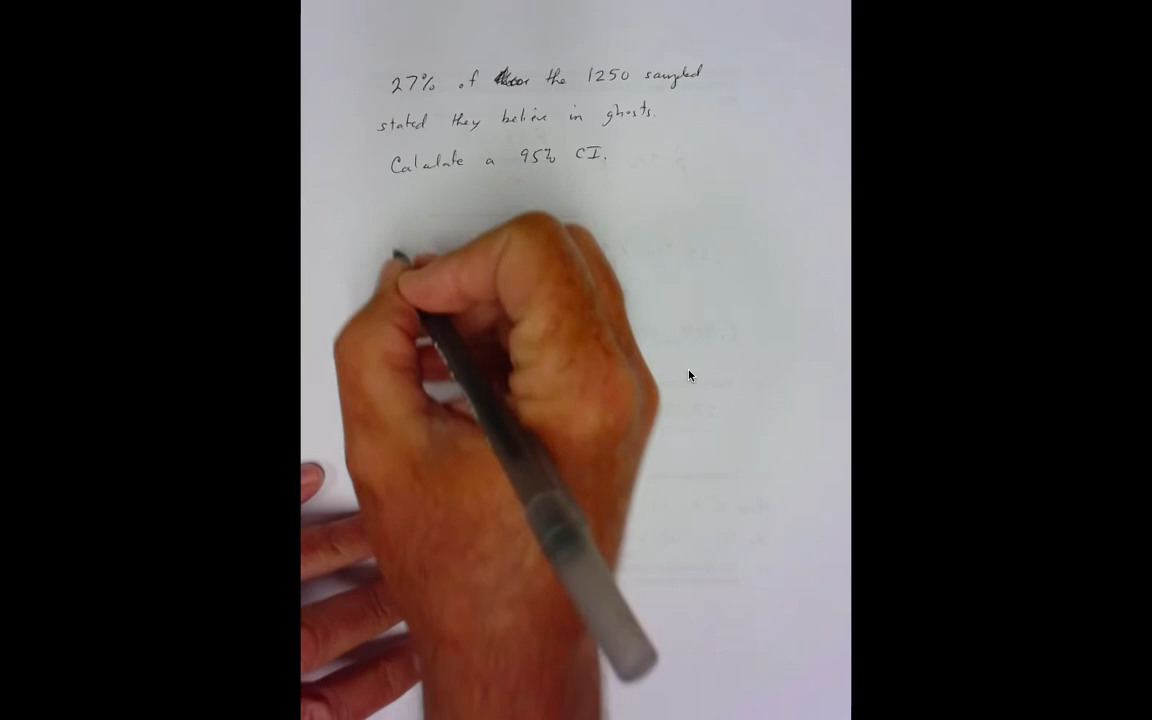 27% of the 1250 sampled
stated they believe in ghosts.
Calculate a 95% CI.